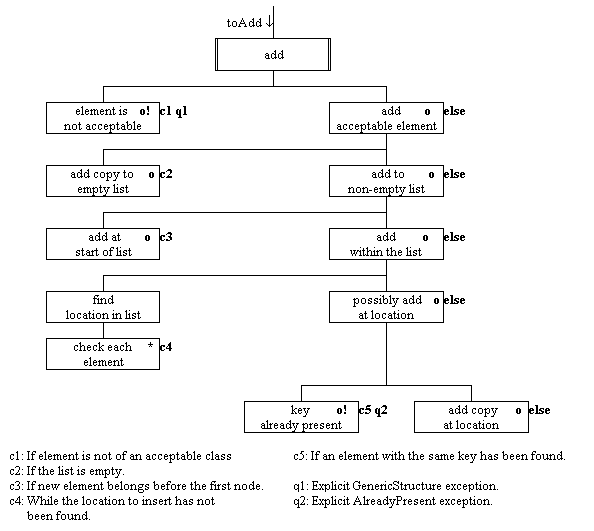 toAdd ↓
add
element is o! c1 q1
not acceptable
add o else
acceptable element
add copy to o c2
empty list
add to o else
non-empty list
add at o c3
start of list
add o else
within the list
find
location in list
possibly add o else
at location
check each * c4
element
key o! c5 q2
already present
add copy o else
at location
c1: If element is not of an acceptable class
c2: If the list is empty.
c3: If new element belongs before the first node.
c4: While the location to insert has not
been found.
c5: If an element with the same key has been found.
q1: Explicit GenericStructure exception.
q2: Explicit AlreadyPresent exception.